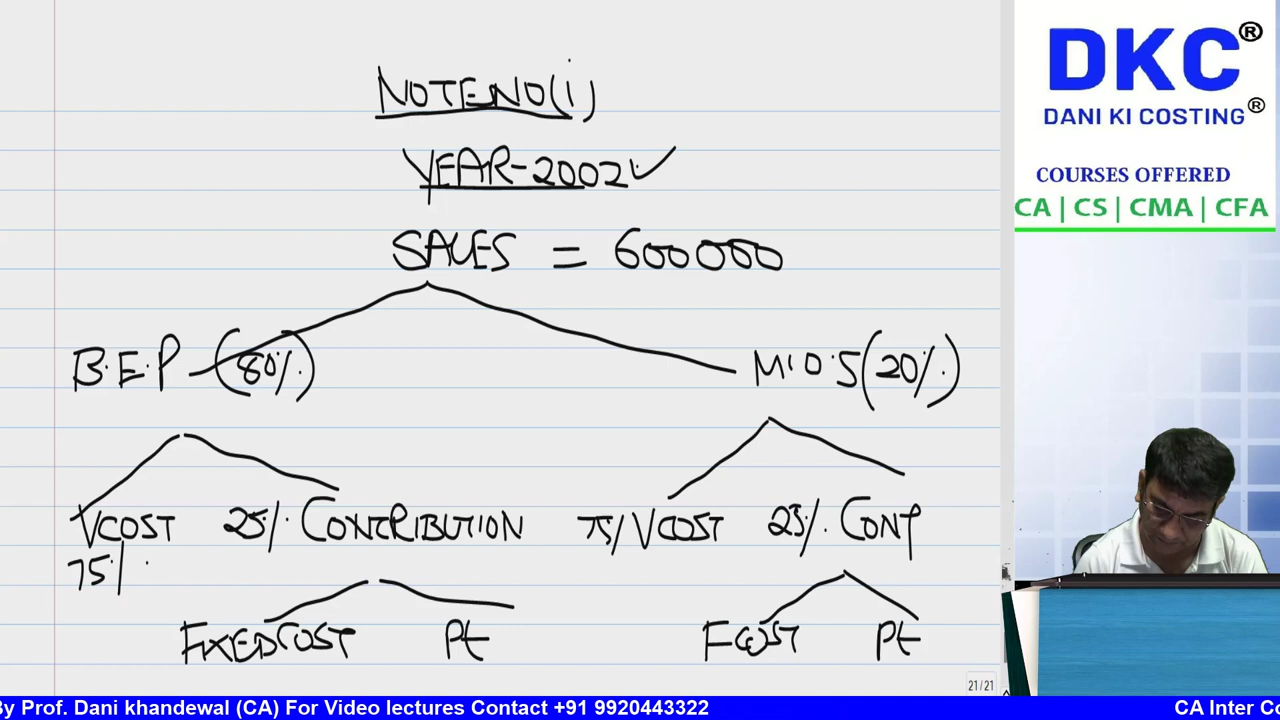 NOTE NO(i)
YEAR-2002✓
SALES = 600000
B.E.P (80%)
M.O.S (20%)
VCOST 25% CONTRIBUTION 75% VCOST 25% CONT
75%
FIXED COST Pt
FCOST Pt
21/21
DKC®
DANI KI COSTING®
COURSES OFFERED
CA | CS | CMA | CFA
By Prof. Dani khandewal (CA) For Video lectures Contact +91 9920443322
CA Inter Co